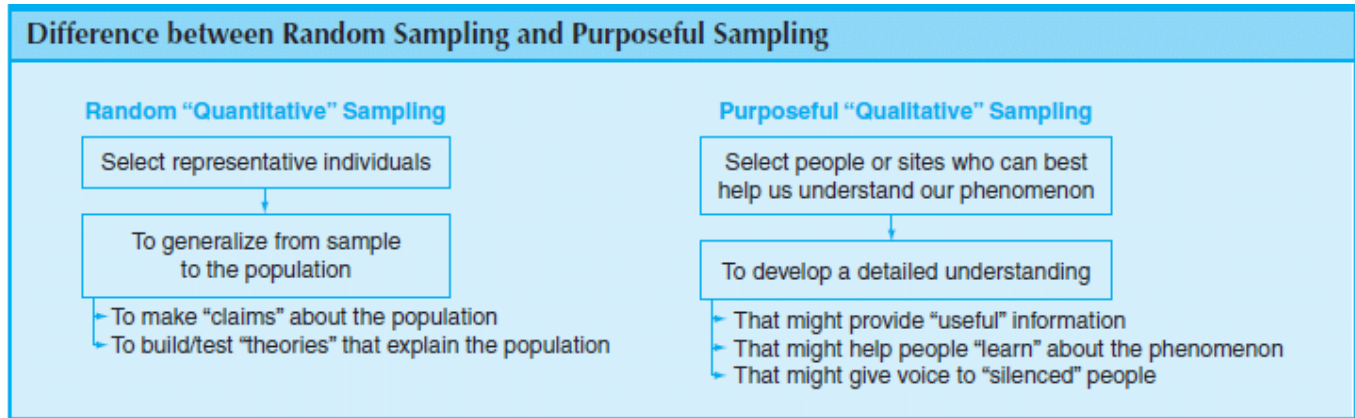 Difference between Random Sampling and Purposeful Sampling
Random “Quantitative” Sampling
Select representative individuals
To generalize from sample
to the population
To make “claims” about the population
To build/test “theories” that explain the population
Purposeful “Qualitative” Sampling
Select people or sites who can best
help us understand our phenomenon
To develop a detailed understanding
That might provide “useful” information
That might help people “learn” about the phenomenon
That might give voice to “silenced” people